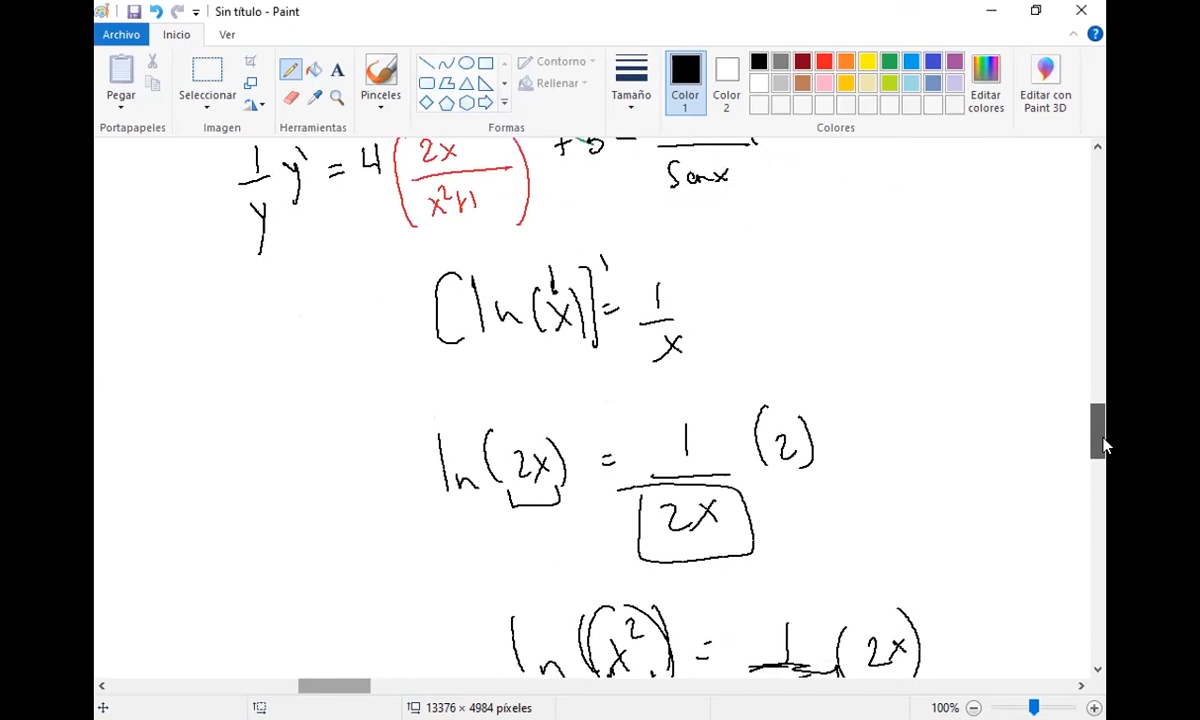 Sin título - Paint
Archivo Inicio Ver
Pegar
Seleccionar
Pinceles
Contorno
Rellenar
Tamaño
Color 1
Color 2
Editar colores
Editar con Paint 3D
Portapapeles Imagen Herramientas Formas Colores
1/y y' = 4(2x/(x²+1)) + Senx
[ln(x)]' = 1/x
ln(2x) = 1/2x (2)
ln(x²) = 1 (2x)
13376 × 4984 píxeles 100%